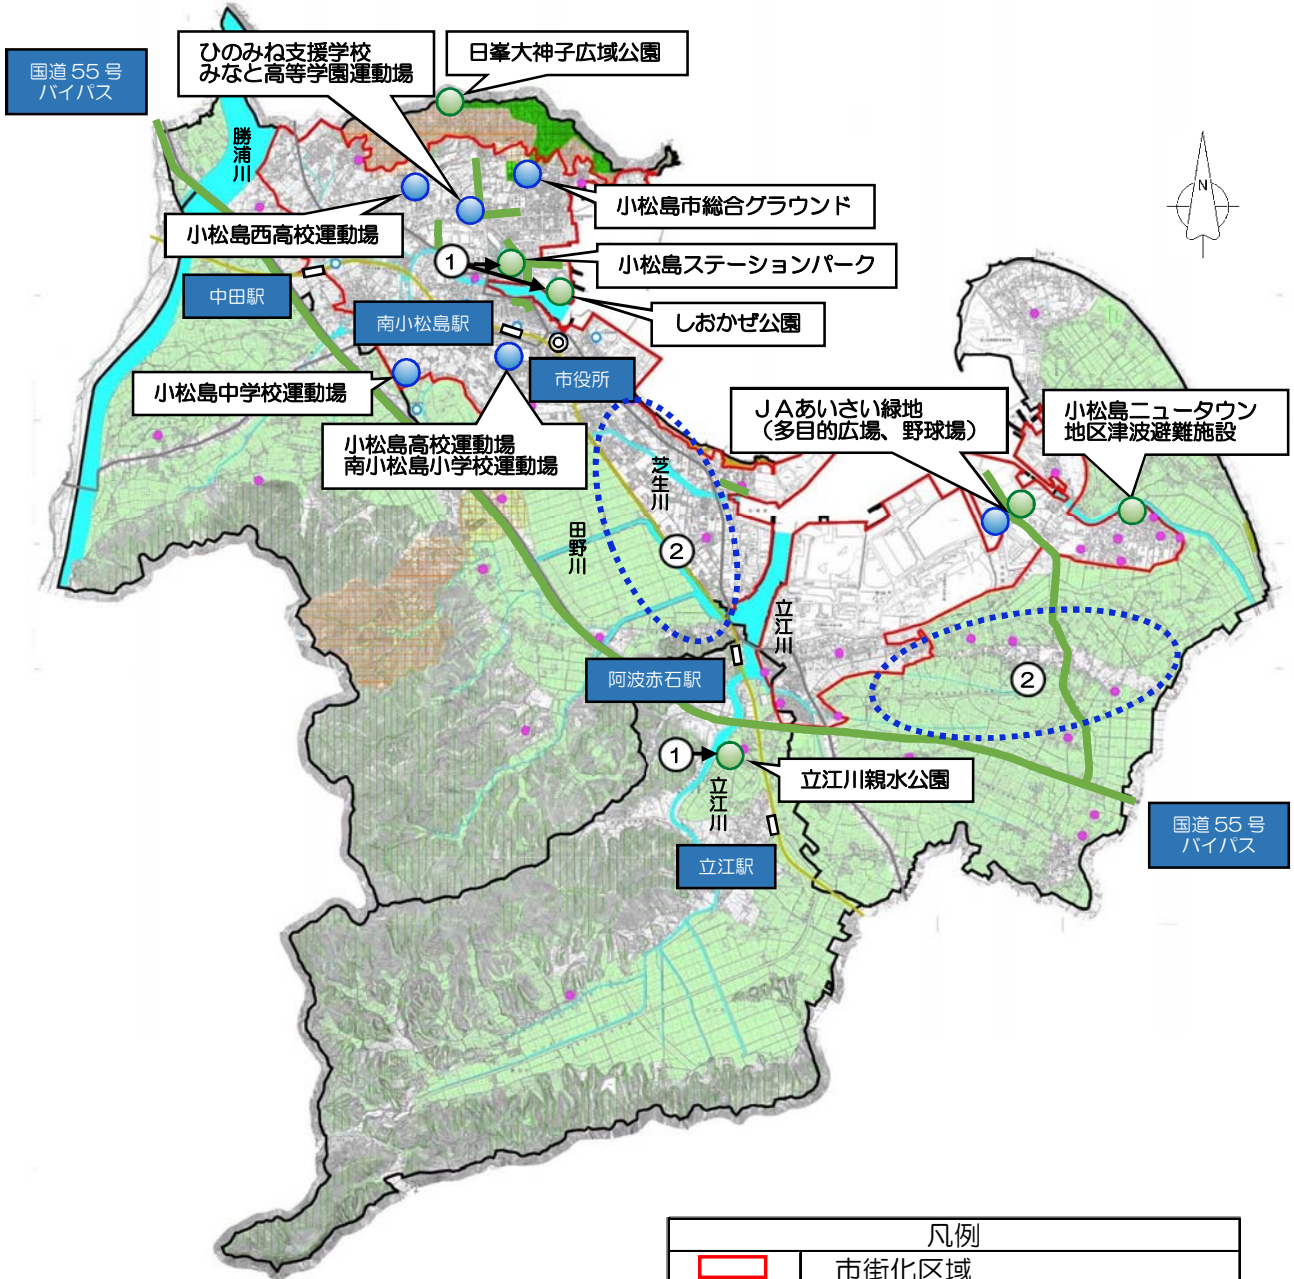 ひのみね支援学校
みなと高等学園運動場
日峯大神子広域公園
国道55号
バイパス
勝浦川
N
小松島市総合グラウンド
小松島西高校運動場
①
小松島ステーションパーク
中田駅
しおかぜ公園
南小松島駅
市役所
小松島中学校運動場
JAあいさい緑地
(多目的広場、野球場)
小松島ニュータウン
地区津波避難施設
小松島高校運動場
南小松島小学校運動場
芝生川
田野川
②
立江川
阿波赤石駅
②
①
立江川親水公園
立江川
国道55号
バイパス
立江駅
凡例
市街化区域